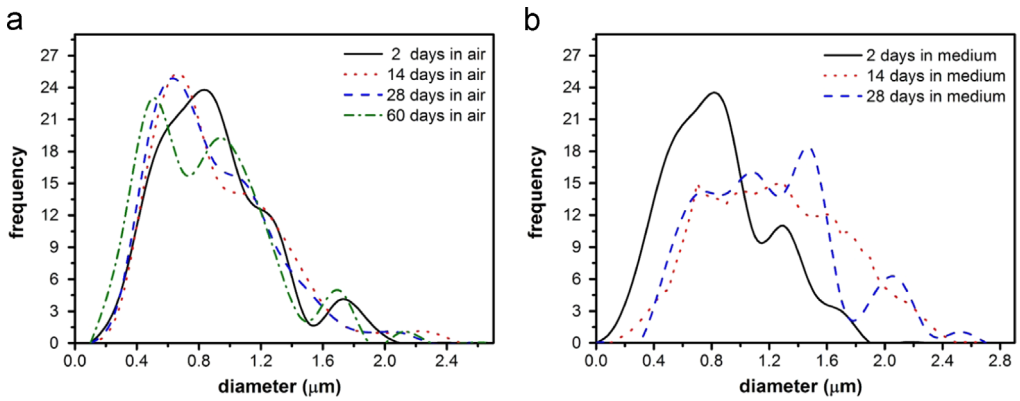 a
27
24
21
18
15
12
9
6
3
0
frequency
2 days in air
14 days in air
28 days in air
60 days in air
0.0 0.4 0.8 1.2 1.6 2.0 2.4
diameter (μm)
b
27
24
21
18
15
12
9
6
3
0
frequency
2 days in medium
14 days in medium
28 days in medium
0.0 0.4 0.8 1.2 1.6 2.0 2.4 2.8
diameter (μm)